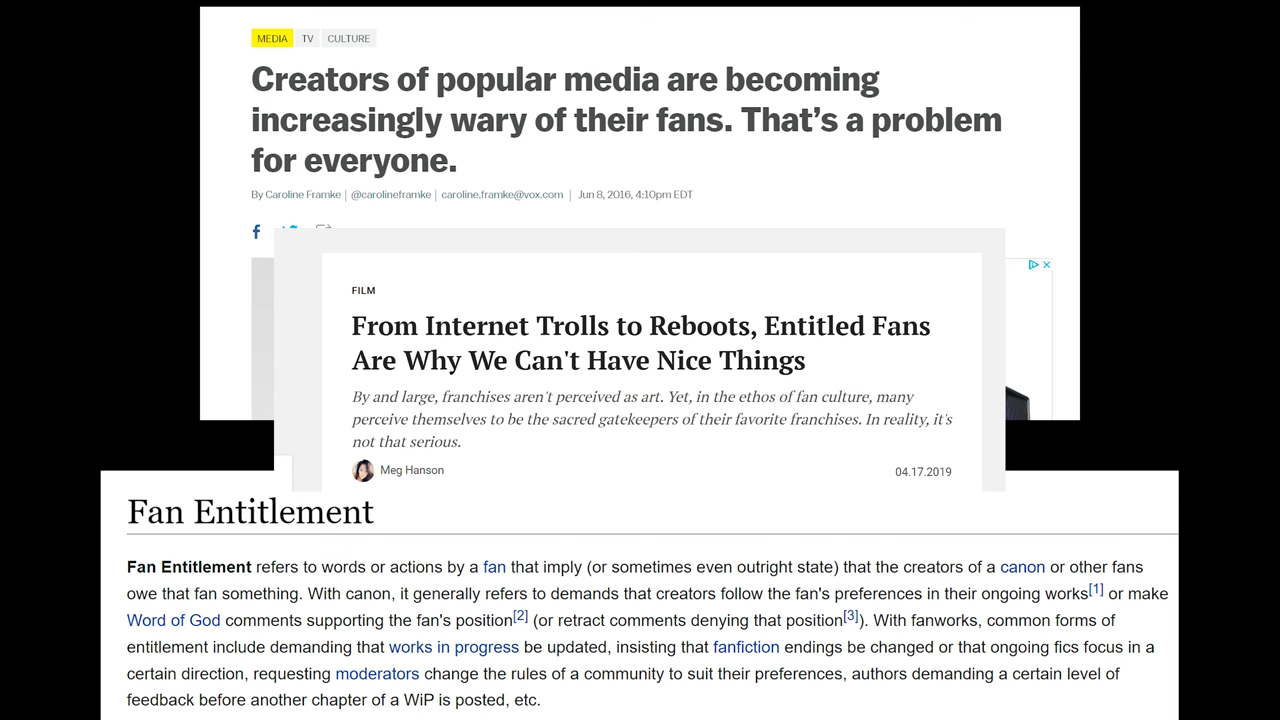 MEDIA TV CULTURE
Creators of popular media are becoming
increasingly wary of their fans. That's a problem
for everyone.
By Caroline Framke | @carolineframke | caroline.framke@vox.com | Jun 8, 2016, 4:10pm EDT
FILM
From Internet Trolls to Reboots, Entitled Fans
Are Why We Can't Have Nice Things
By and large, franchises aren't perceived as art. Yet, in the ethos of fan culture, many
perceive themselves to be the sacred gatekeepers of their favorite franchises. In reality, it's
not that serious.
Meg Hanson 04.17.2019
Fan Entitlement
Fan Entitlement refers to words or actions by a fan that imply (or sometimes even outright state) that the creators of a canon or other fans
owe that fan something. With canon, it generally refers to demands that creators follow the fan's preferences in their ongoing works[1] or make
Word of God comments supporting the fan's position[2] (or retract comments denying that position[3]). With fanworks, common forms of
entitlement include demanding that works in progress be updated, insisting that fanfiction endings be changed or that ongoing fics focus in a
certain direction, requesting moderators change the rules of a community to suit their preferences, authors demanding a certain level of
feedback before another chapter of a WiP is posted, etc.